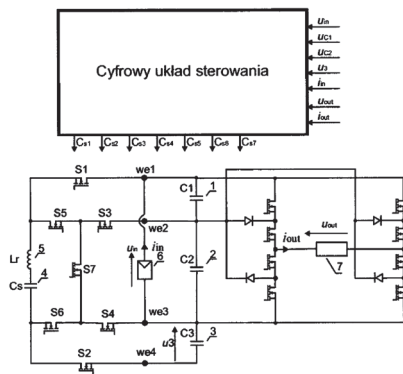 Cyfrowy układ sterowania
uin
uC1
uC2
u3
iin
uout
iout
Cs1 Cs2 Cs3 Cs4 Cs5 Cs6 Cs7
S1 we1
C1 1
S5 S3 we2
Lr 5
uin iin
6
C2 2
iout uout
7
4
Cs
S7
S6 S4 we3
C3 3
u3
S2 we4